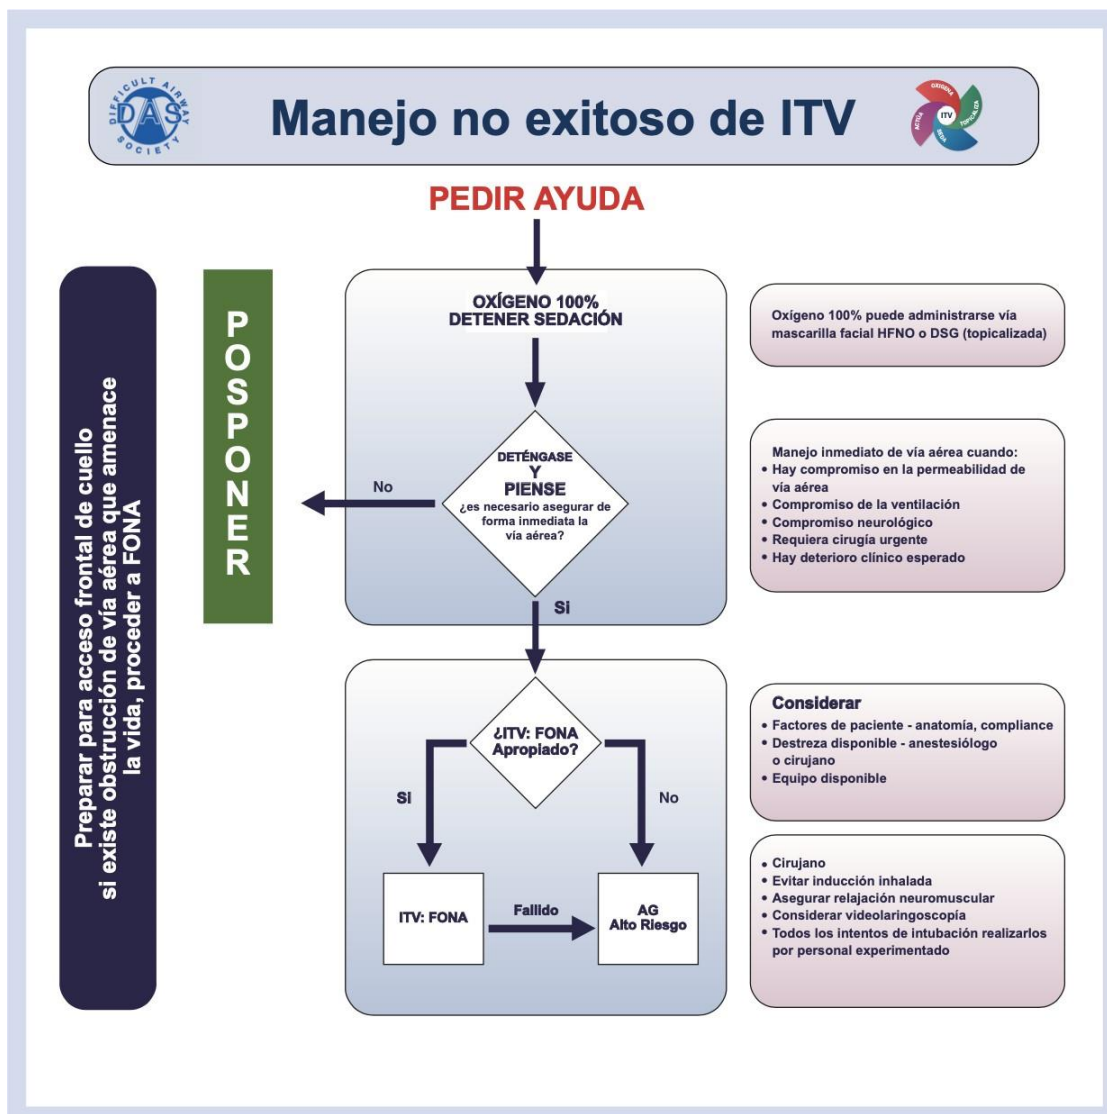 DIFFICULT AIRWAY
DAS
SOCIETY
Manejo no exitoso de ITV
OXIGENA
TOPICALIZA
SEDA
ACTÚA
ITV
PEDIR AYUDA
Preparar para acceso frontal de cuello
si existe obstrucción de vía aérea que amenace
la vida, proceder a FONA
POSPONER
OXÍGENO 100%
DETENER SEDACIÓN
Oxígeno 100% puede administrarse vía
mascarilla facial HFNO o DSG (topicalizada)
DETÉNGASE
Y
PIENSE
¿es necesario asegurar de
forma inmediata la
vía aérea?
No
Si
Manejo inmediato de vía aérea cuando:
• Hay compromiso en la permeabilidad de
vía aérea
• Compromiso de la ventilación
• Compromiso neurológico
• Requiera cirugía urgente
• Hay deterioro clínico esperado
¿ITV: FONA
Apropiado?
Si
No
Considerar
• Factores de paciente - anatomía, compliance
• Destreza disponible - anestesiólogo
o cirujano
• Equipo disponible
ITV: FONA
Fallido
AG
Alto Riesgo
• Cirujano
• Evitar inducción inhalada
• Asegurar relajación neuromuscular
• Considerar videolaringoscopía
• Todos los intentos de intubación realizarlos
por personal experimentado